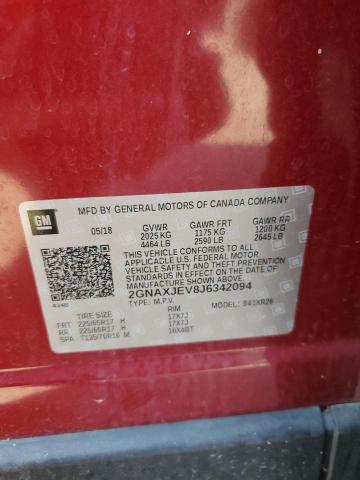 GM
MFD BY GENERAL MOTORS OF CANADA COMPANY
05/18 GVWR GAWR FRT GAWR RR
2025 KG 1175 KG 1200 KG
4464 LB 2590 LB 2645 LB
THIS VEHICLE CONFORMS TO ALL
APPLICABLE U.S. FEDERAL MOTOR
VEHICLE SAFETY AND THEFT PREVENTION
STANDARDS IN EFFECT ON THE DATE
OF MANUFACTURE SHOWN ABOVE.
2GNAXJEV8J6342094
TYPE: M.P.V. MODEL: 841XR26
TIRE SIZE RIM
FRT 225/65R17 H 17X7J
RR 225/65R17 H 17X7J
SPA T135/70R16 M 16X4BT